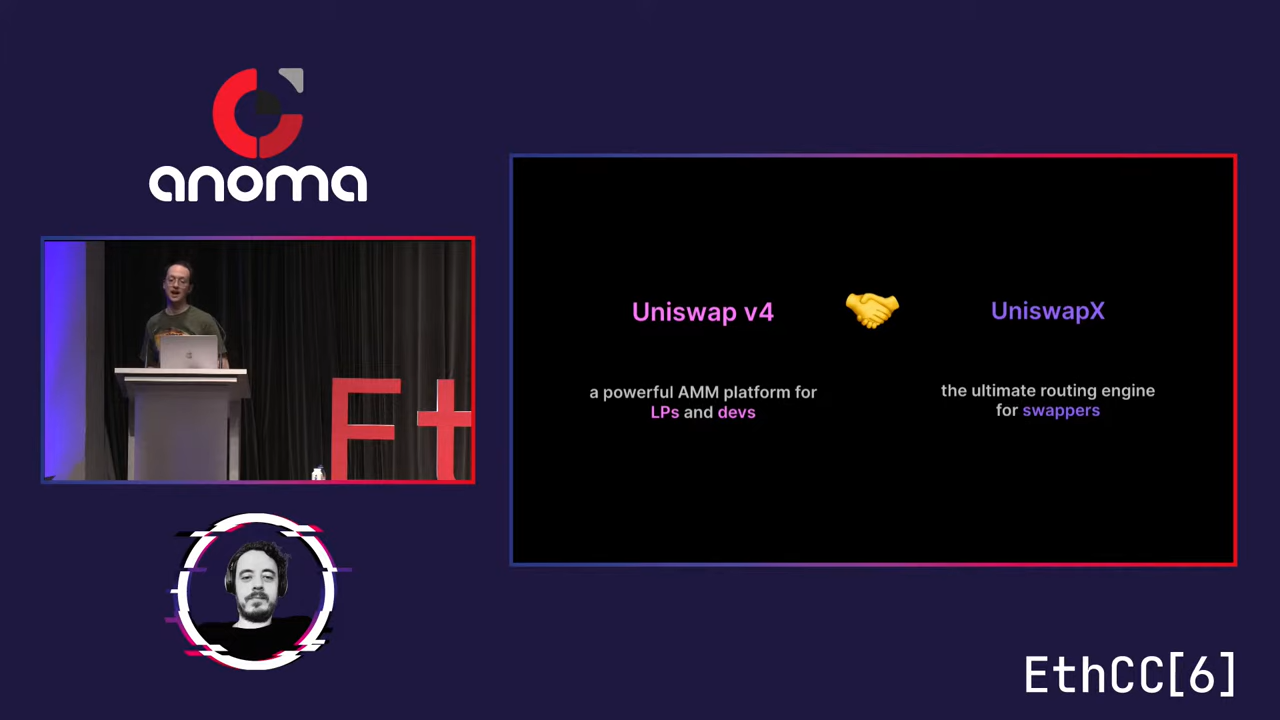 anoma
Et
Uniswap v4
🤝
UniswapX
a powerful AMM platform for
LPs and devs
the ultimate routing engine
for swappers
EthCC[6]